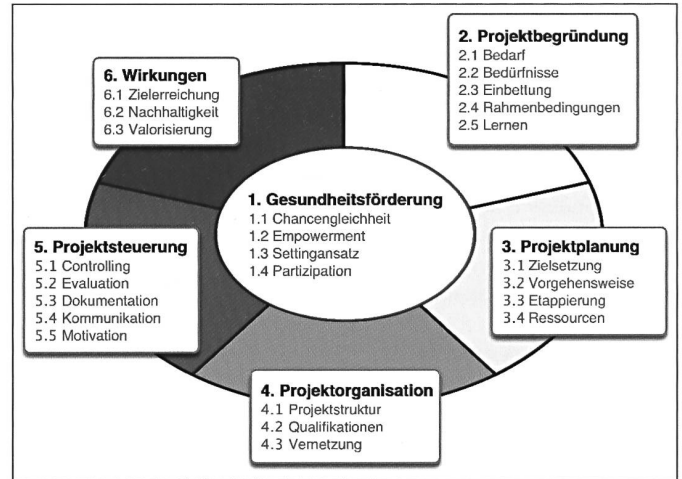 1. Gesundheitsförderung
1.1 Chancengleichheit
1.2 Empowerment
1.3 Settingansatz
1.4 Partizipation
2. Projektbegründung
2.1 Bedarf
2.2 Bedürfnisse
2.3 Einbettung
2.4 Rahmenbedingungen
2.5 Lernen
3. Projektplanung
3.1 Zielsetzung
3.2 Vorgehensweise
3.3 Etappierung
3.4 Ressourcen
4. Projektorganisation
4.1 Projektstruktur
4.2 Qualifikationen
4.3 Vernetzung
5. Projektsteuerung
5.1 Controlling
5.2 Evaluation
5.3 Dokumentation
5.4 Kommunikation
5.5 Motivation
6. Wirkungen
6.1 Zielerreichung
6.2 Nachhaltigkeit
6.3 Valorisierung